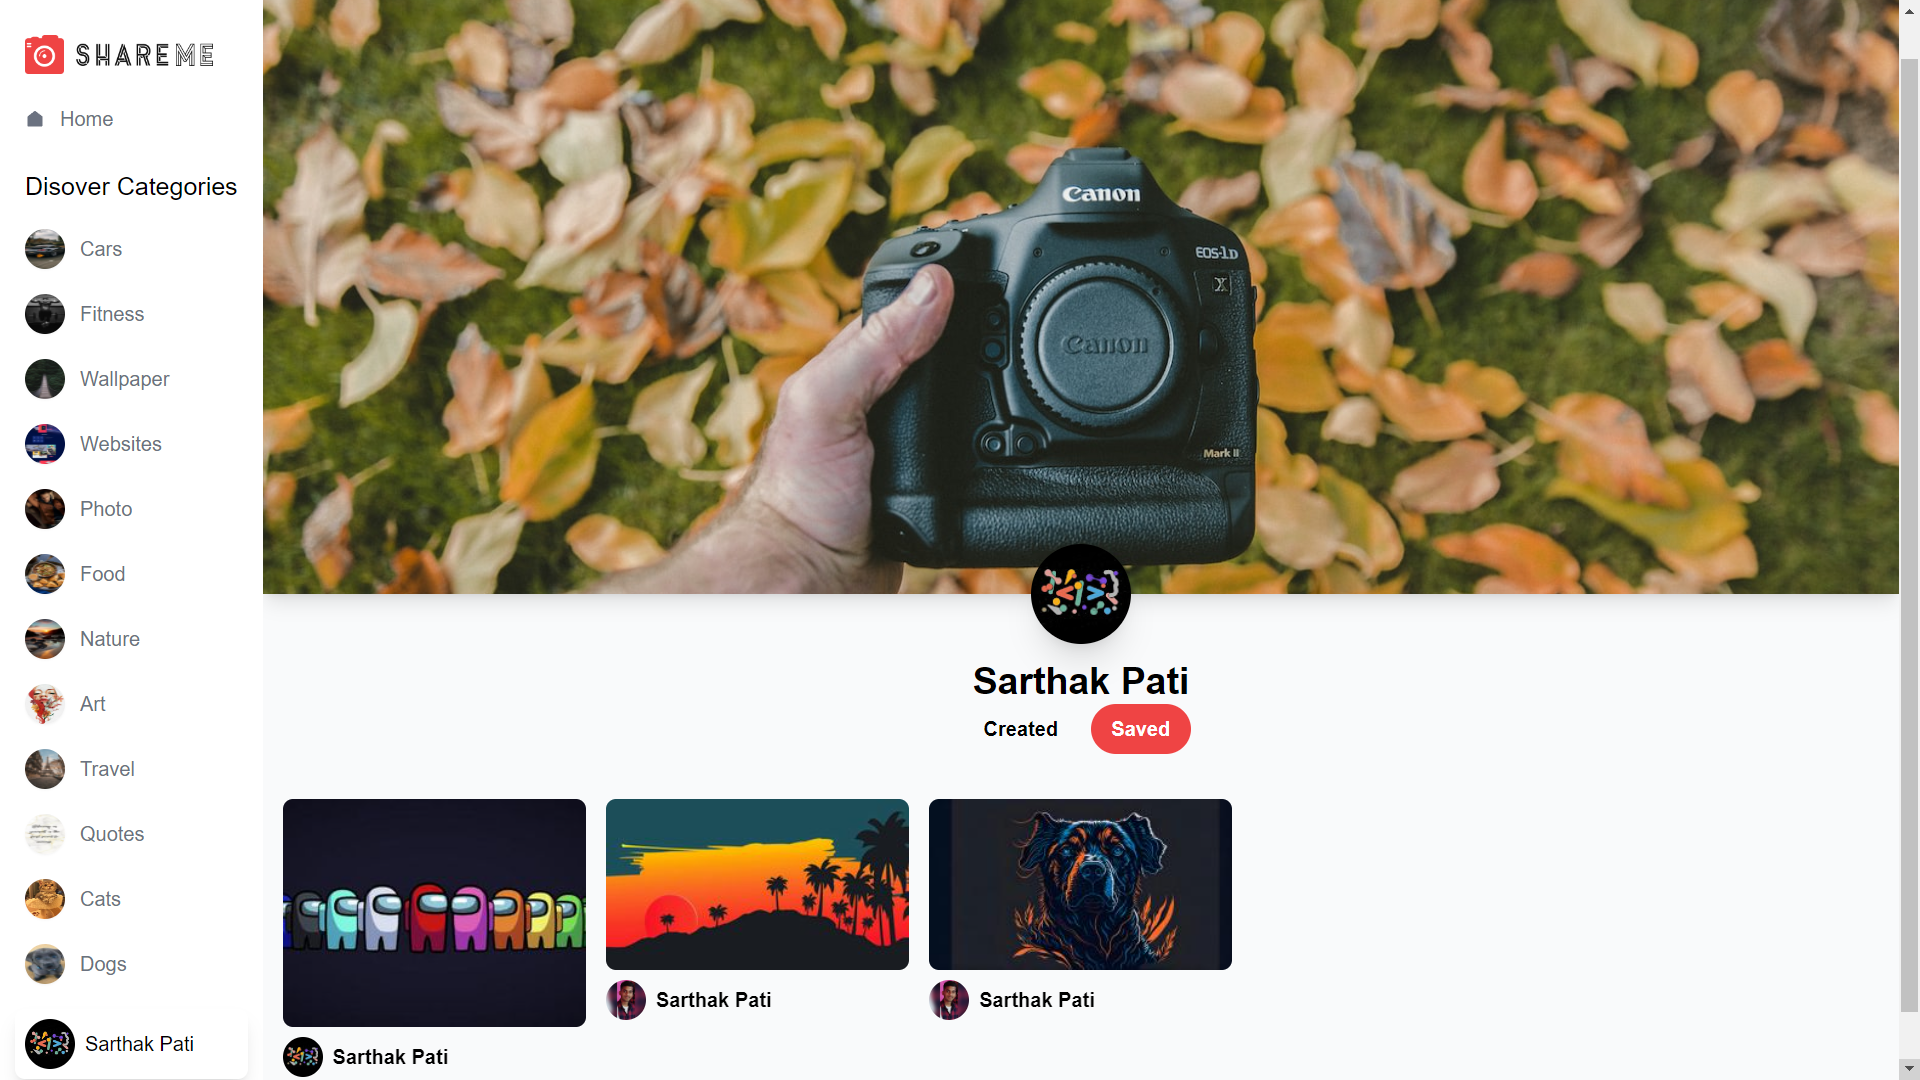 SHAREME
Home
Disover Categories
Cars
Fitness
Wallpaper
Websites
Photo
Food
Nature
Art
Travel
Quotes
Cats
Dogs
Sarthak Pati
Canon
EOS-1D
X
Canon
Mark II
Sarthak Pati
Created
Saved
Sarthak Pati
Sarthak Pati
Sarthak Pati